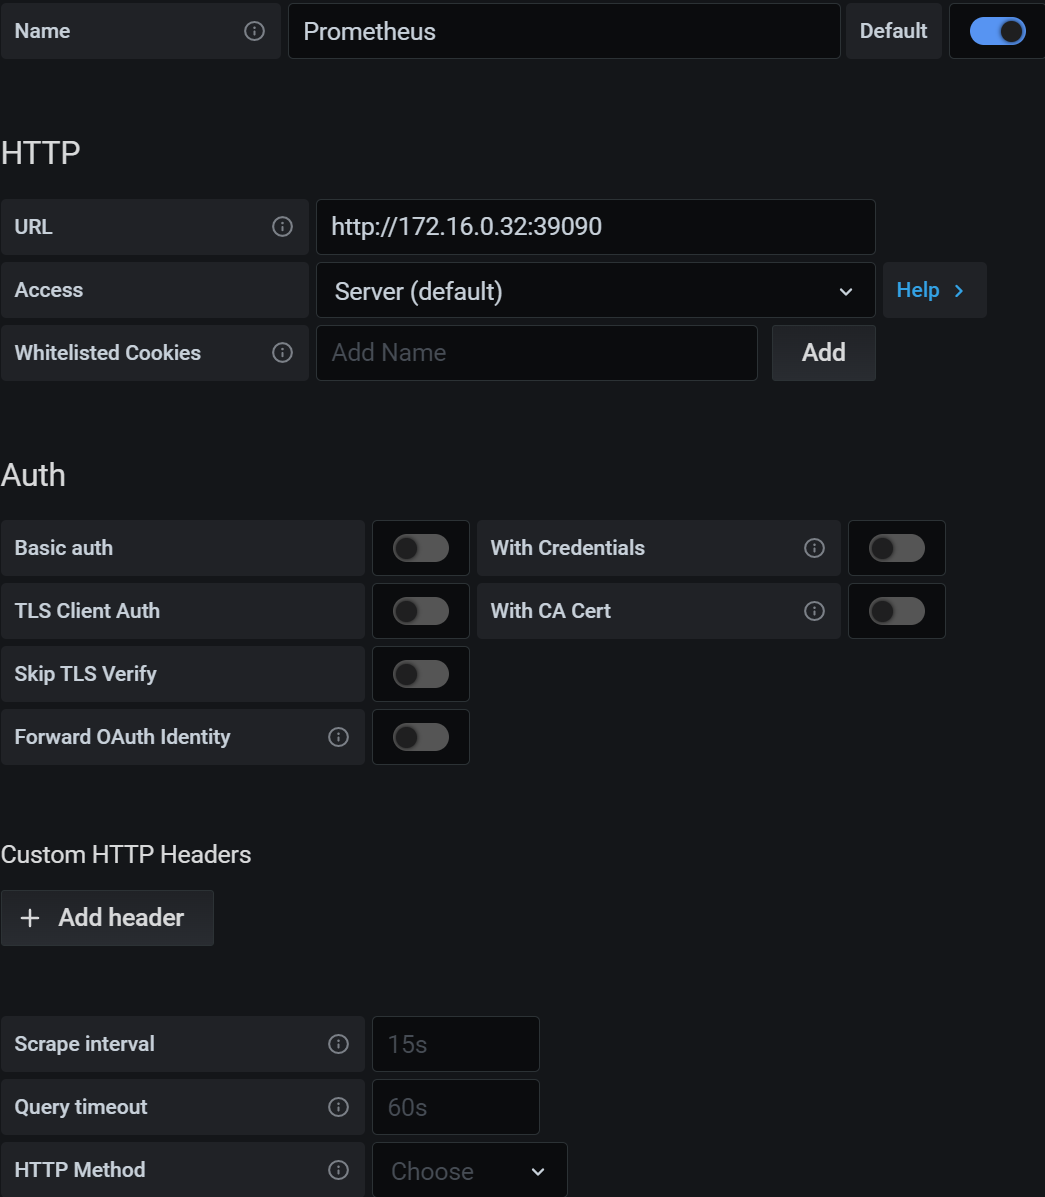 Name Prometheus Default
HTTP
URL http://172.16.0.32:39090
Access Server (default) Help
Whitelisted Cookies Add Name Add
Auth
Basic auth With Credentials
TLS Client Auth With CA Cert
Skip TLS Verify
Forward OAuth Identity
Custom HTTP Headers
+ Add header
Scrape interval 15s
Query timeout 60s
HTTP Method Choose